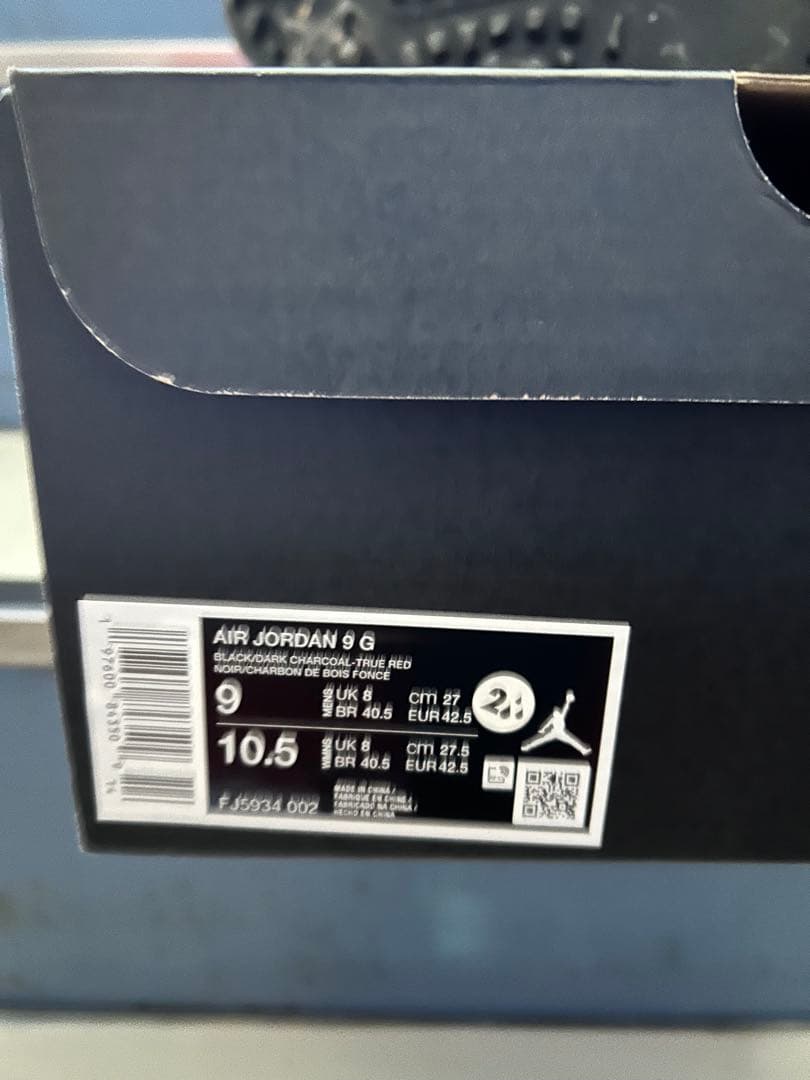 AIR JORDAN 9 G
BLACK/DARK CHARCOAL-TRUE RED
NOIR/CHARBON DE BOIS FONCE
9 MENS UK 8 cm 27
BR 40.5 EUR 42.5
10.5 WMNS UK 8 cm 27.5
BR 40.5 EUR 42.5
FJ5934 002
MADE IN CHINA /
FABRIQUE EN CHINE /
FABRICADO NA CHINA /
HECHO EN CHINA